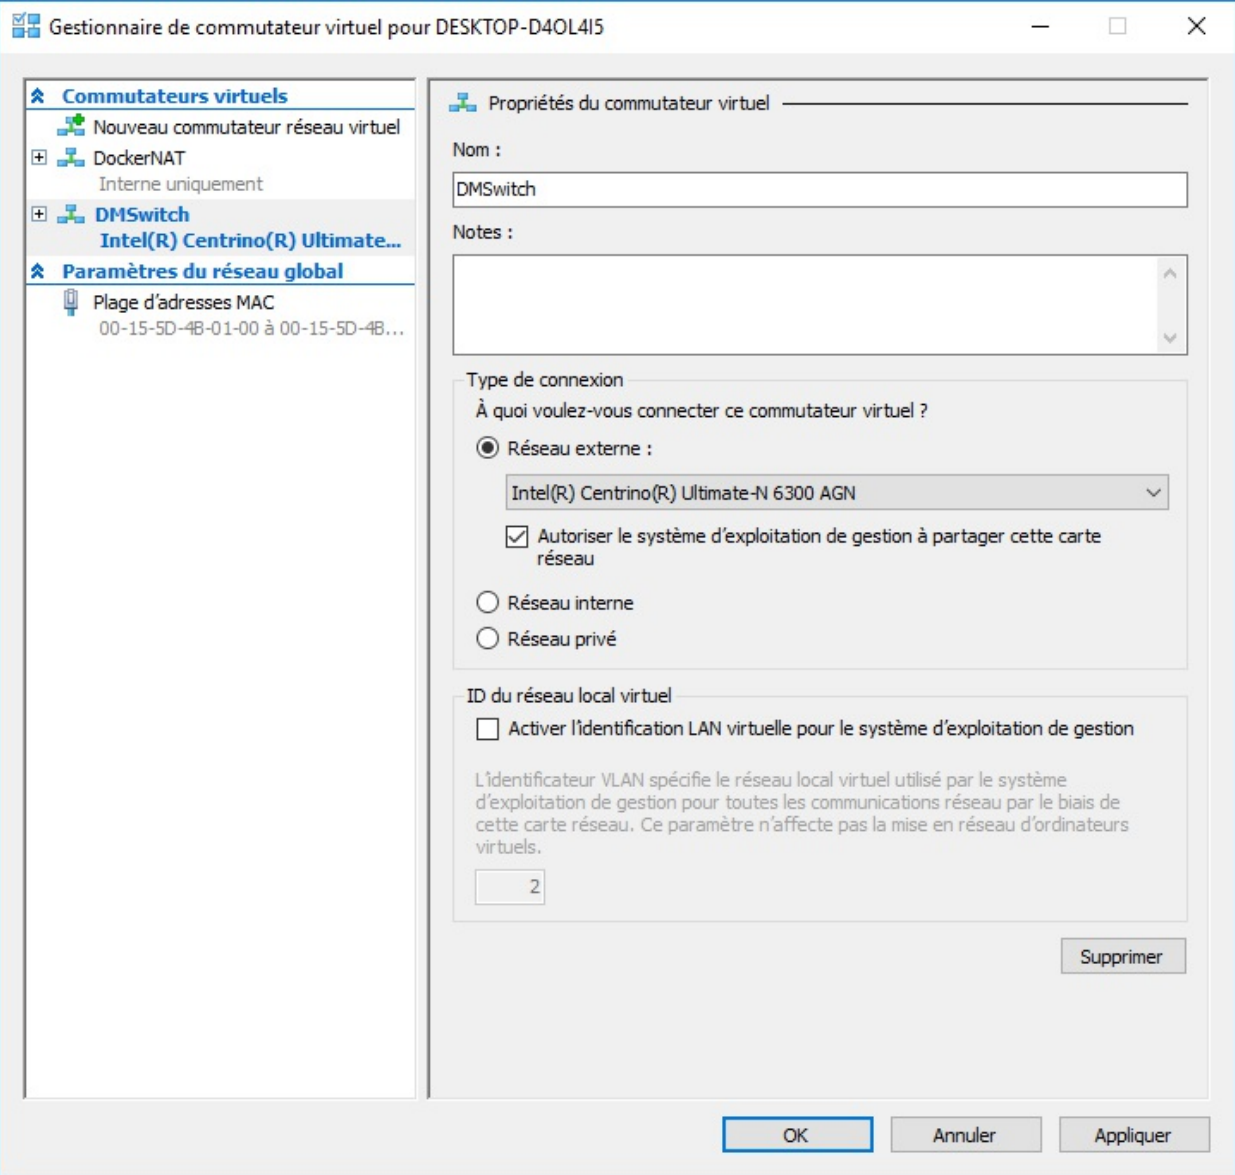 Gestionnaire de commutateur virtuel pour DESKTOP-D4OL4I5
Commutateurs virtuels
Nouveau commutateur réseau virtuel
DockerNAT
Interne uniquement
DMSwitch
Intel(R) Centrino(R) Ultimate...
Paramètres du réseau global
Plage d'adresses MAC
00-15-5D-4B-01-00 à 00-15-5D-4B...
Propriétés du commutateur virtuel
Nom :
DMSwitch
Notes :
Type de connexion
À quoi voulez-vous connecter ce commutateur virtuel ?
Réseau externe :
Intel(R) Centrino(R) Ultimate-N 6300 AGN
Autoriser le système d'exploitation de gestion à partager cette carte
réseau
Réseau interne
Réseau privé
ID du réseau local virtuel
Activer l'identification LAN virtuelle pour le système d'exploitation de gestion
L'identificateur VLAN spécifie le réseau local virtuel utilisé par le système
d'exploitation de gestion pour toutes les communications réseau par le biais de
cette carte réseau. Ce paramètre n'affecte pas la mise en réseau d'ordinateurs
virtuels.
2
Supprimer
OK
Annuler
Appliquer